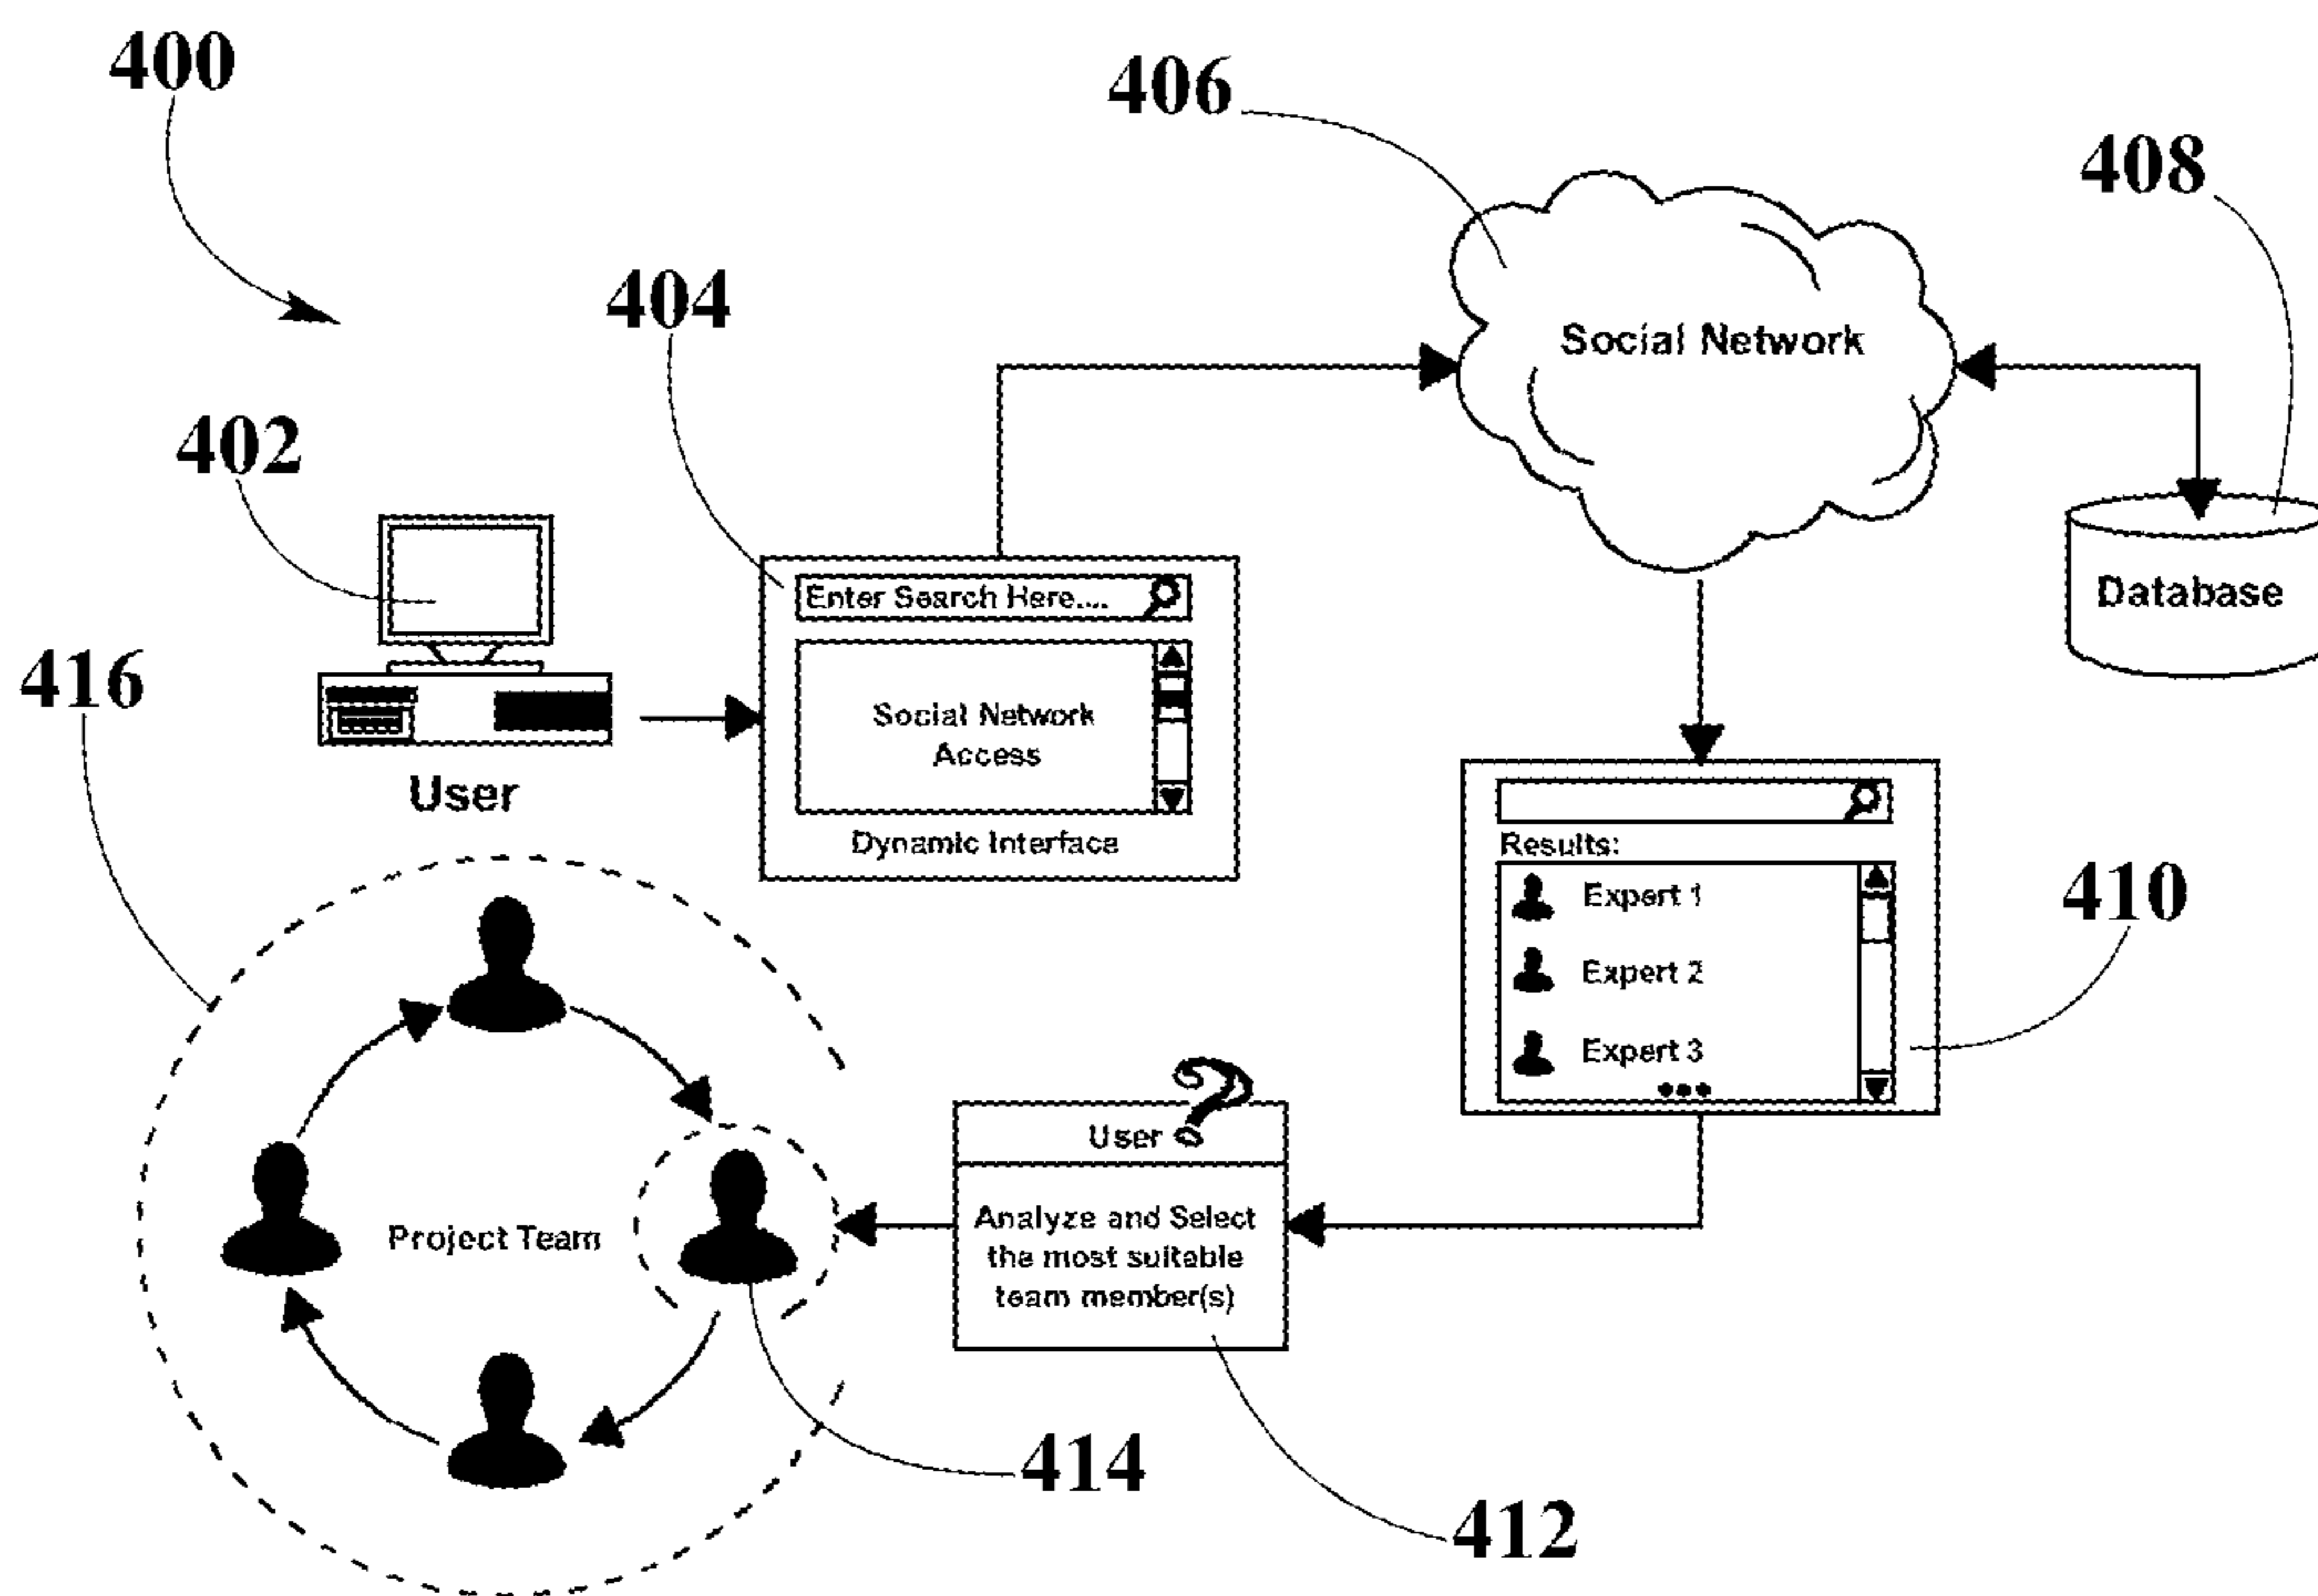 400
406
408
404
Social Network
402
Enter Search Here....
Database
416
Social Network
Access
User
Dynamic Interface
Results:
Expert 1
410
Expert 2
Expert 3
User ?
Project Team
Analyze and Select
the most suitable
team member(s)
414
412